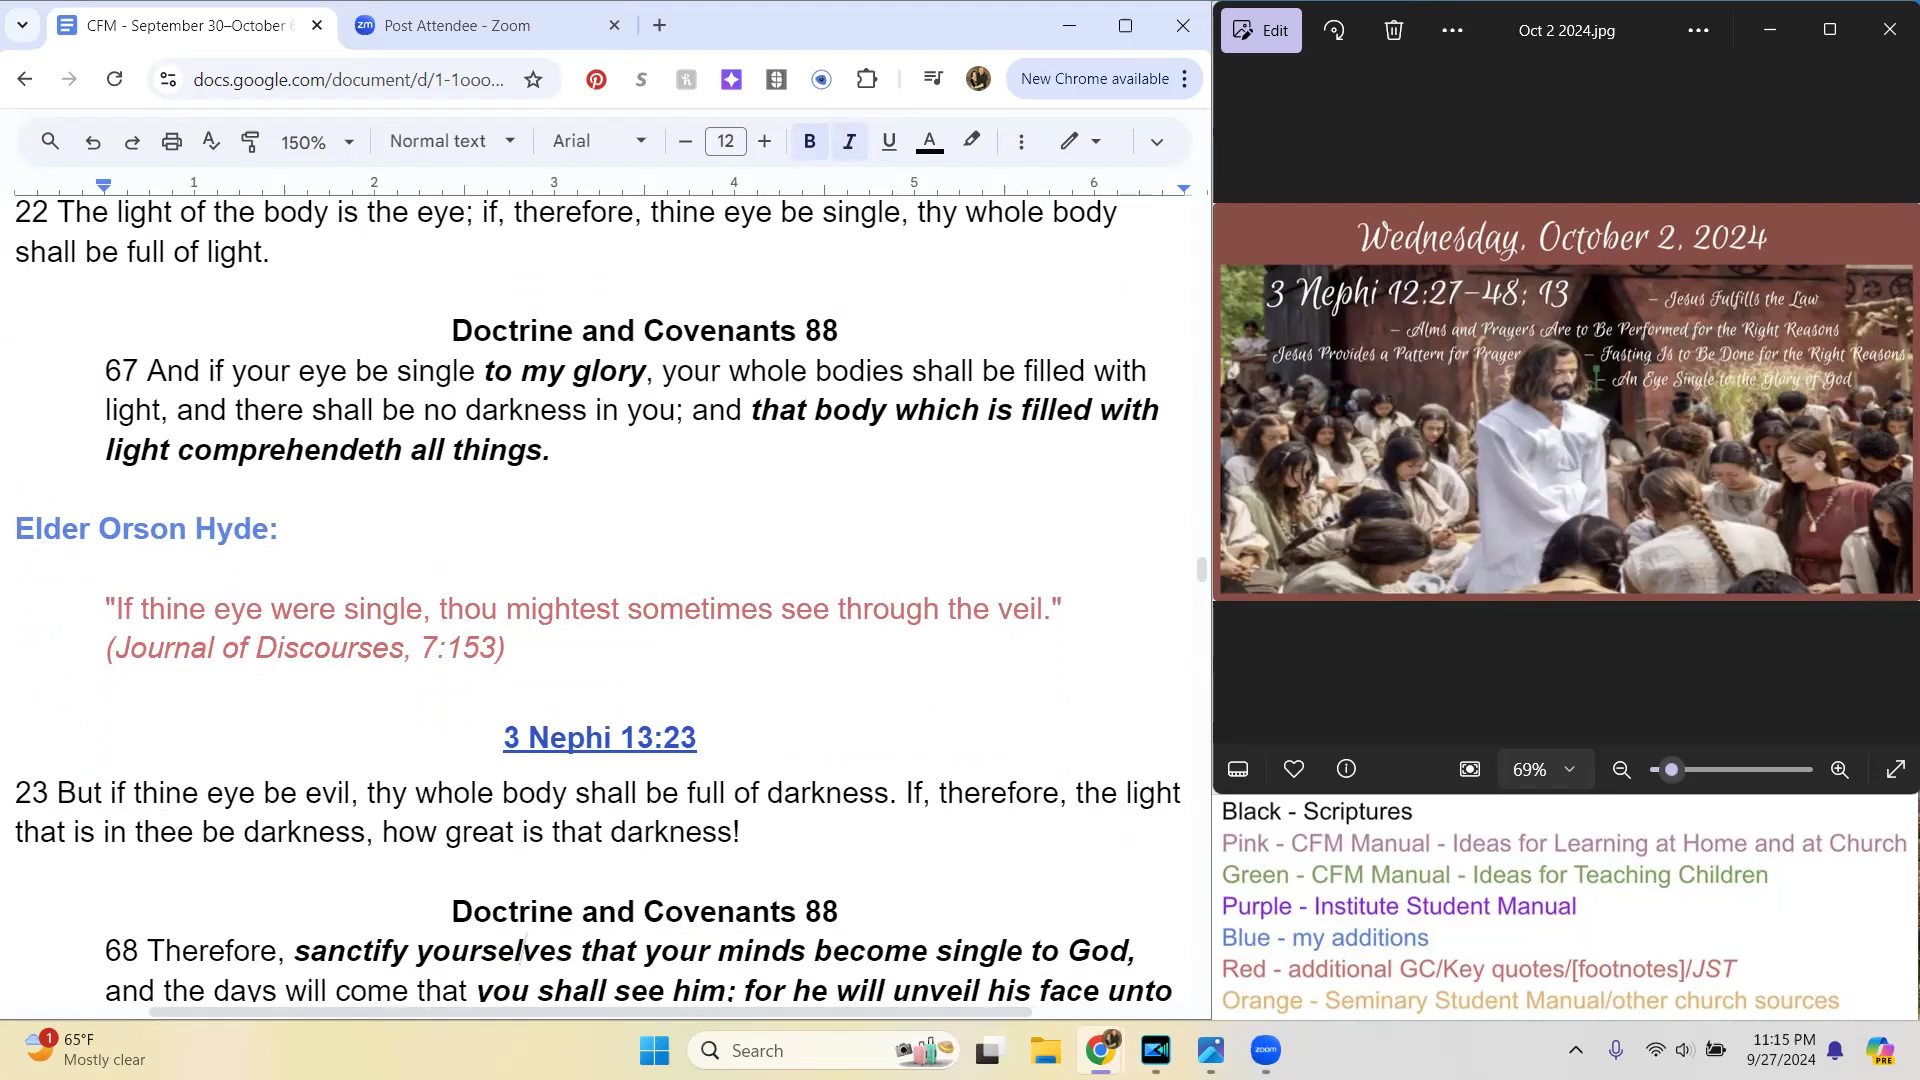 CFM - September 30–October 6
Post Attendee - Zoom
docs.google.com/document/d/1-1ooo...
New Chrome available
150%
Normal text
Arial
12
B
I
U
A
1
2
3
4
5
6
22 The light of the body is the eye; if, therefore, thine eye be single, thy whole body
shall be full of light.
Doctrine and Covenants 88
67 And if your eye be single to my glory, your whole bodies shall be filled with
light, and there shall be no darkness in you; and that body which is filled with
light comprehendeth all things.
Elder Orson Hyde:
"If thine eye were single, thou mightest sometimes see through the veil."
(Journal of Discourses, 7:153)
3 Nephi 13:23
23 But if thine eye be evil, thy whole body shall be full of darkness. If, therefore, the light
that is in thee be darkness, how great is that darkness!
Doctrine and Covenants 88
68 Therefore, sanctify yourselves that your minds become single to God,
and the days will come that you shall see him; for he will unveil his face unto
Edit
Oct 2 2024.jpg
Wednesday, October 2, 2024
3 Nephi 12:27–48; 13
– Jesus Fulfills the Law
– Alms and Prayers Are to Be Performed for the Right Reasons
Jesus Provides a Pattern for Prayer
– Fasting Is to Be Done for the Right Reasons
– An Eye Single to the Glory of God
69%
Black - Scriptures
Pink - CFM Manual - Ideas for Learning at Home and at Church
Green - CFM Manual - Ideas for Teaching Children
Purple - Institute Student Manual
Blue - my additions
Red - additional GC/Key quotes/[footnotes]/JST
Orange - Seminary Student Manual/other church sources
1
65°F
Mostly clear
Search
zoom
11:15 PM
9/27/2024
PRE